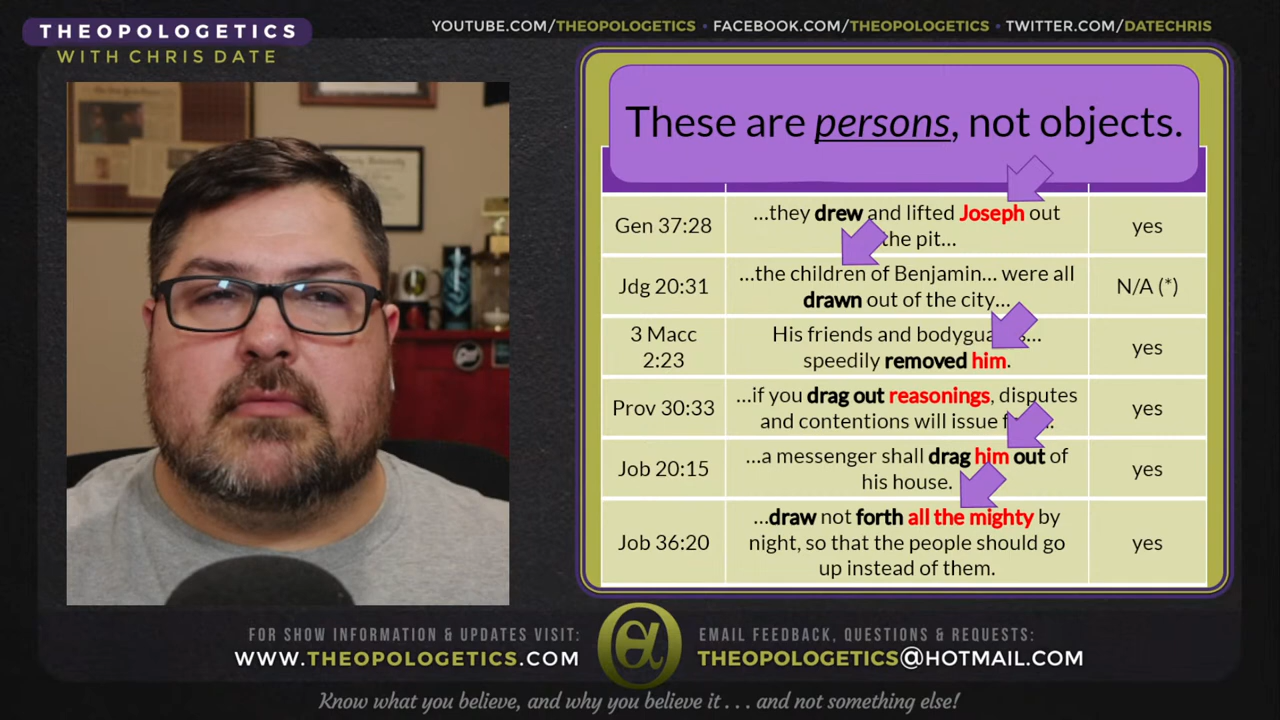 THEOPOLOGETICS
WITH CHRIS DATE
YOUTUBE.COM/THEOPOLOGETICS • FACEBOOK.COM/THEOPOLOGETICS • TWITTER.COM/DATECHRIS
These are persons, not objects.
Gen 37:28
...they drew and lifted Joseph out
the pit...
yes
Jdg 20:31
...the children of Benjamin... were all
drawn out of the city...
N/A (*)
3 Macc
2:23
His friends and ...
speedily removed him.
yes
Prov 30:33
...if you drag out reasonings, disputes
and contentions will issue
yes
Job 20:15
...a messenger shall drag him out of
his house.
yes
Job 36:20
...draw not forth all the mighty by
night, so that the people should go
up instead of them.
yes
FOR SHOW INFORMATION & UPDATES VISIT:
WWW.THEOPOLOGETICS.COM
EMAIL FEEDBACK, QUESTIONS & REQUESTS:
THEOPOLOGETICS@HOTMAIL.COM
Know what you believe, and why you believe it . . . and not something else!